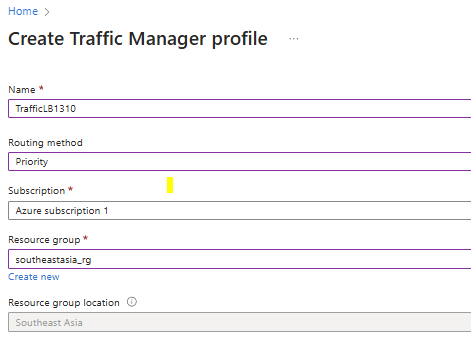 Home >
Create Traffic Manager profile ...
Name *
TrafficLB1310
Routing method
Priority
Subscription *
Azure subscription 1
Resource group *
southeastasia_rg
Create new
Resource group location
Southeast Asia